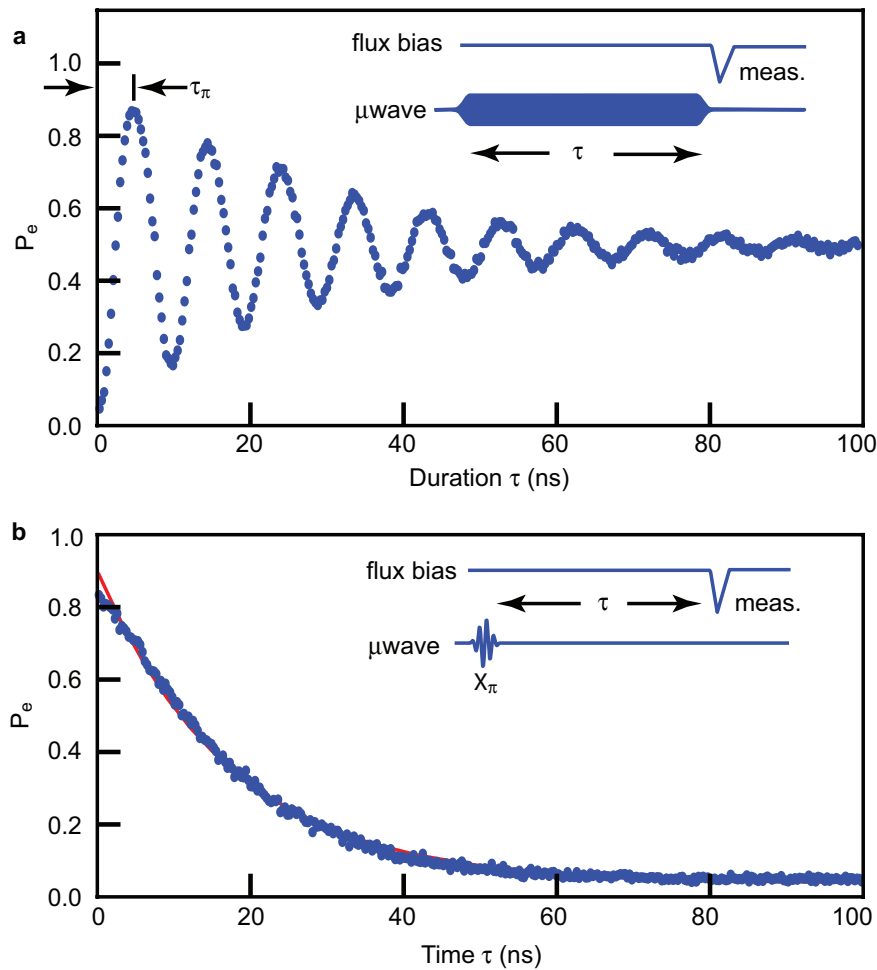 a
1.0
0.8
0.6
0.4
0.2
0.0
Pₑ
τπ
flux bias
meas.
μwave
τ
0
20
40
60
80
100
Duration τ (ns)
b
1.0
0.8
0.6
0.4
0.2
0.0
Pₑ
flux bias
τ
meas.
μwave
Xπ
0
20
40
60
80
100
Time τ (ns)